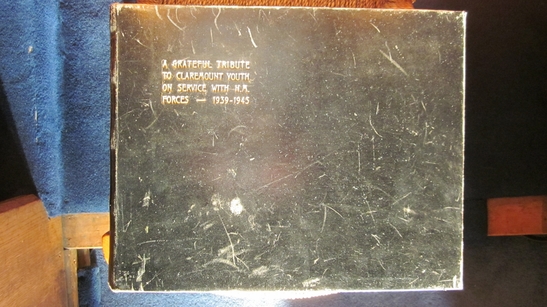 A GRATEFUL TRIBUTE
TO CLAREMOUNT YOUTH
ON SERVICE WITH H.M.
FORCES — 1939-1945